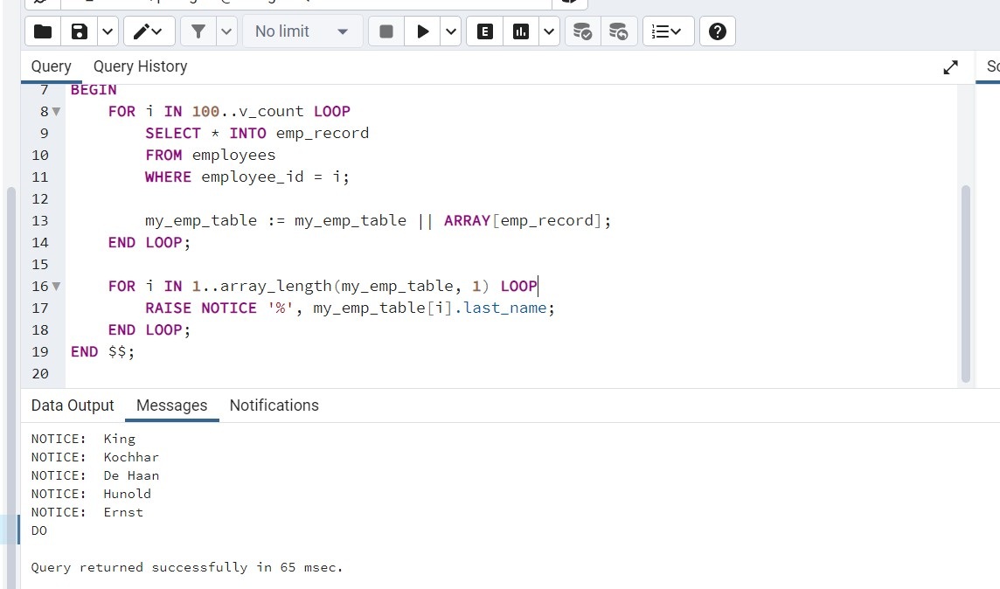 No limit
E
Query Query History
Sc
7 BEGIN
8 FOR i IN 100..v_count LOOP
9 SELECT * INTO emp_record
10 FROM employees
11 WHERE employee_id = i;
12
13 my_emp_table := my_emp_table || ARRAY[emp_record];
14 END LOOP;
15
16 FOR i IN 1..array_length(my_emp_table, 1) LOOP
17 RAISE NOTICE '%', my_emp_table[i].last_name;
18 END LOOP;
19 END $$;
20
Data Output Messages Notifications
NOTICE: King
NOTICE: Kochhar
NOTICE: De Haan
NOTICE: Hunold
NOTICE: Ernst
DO
Query returned successfully in 65 msec.